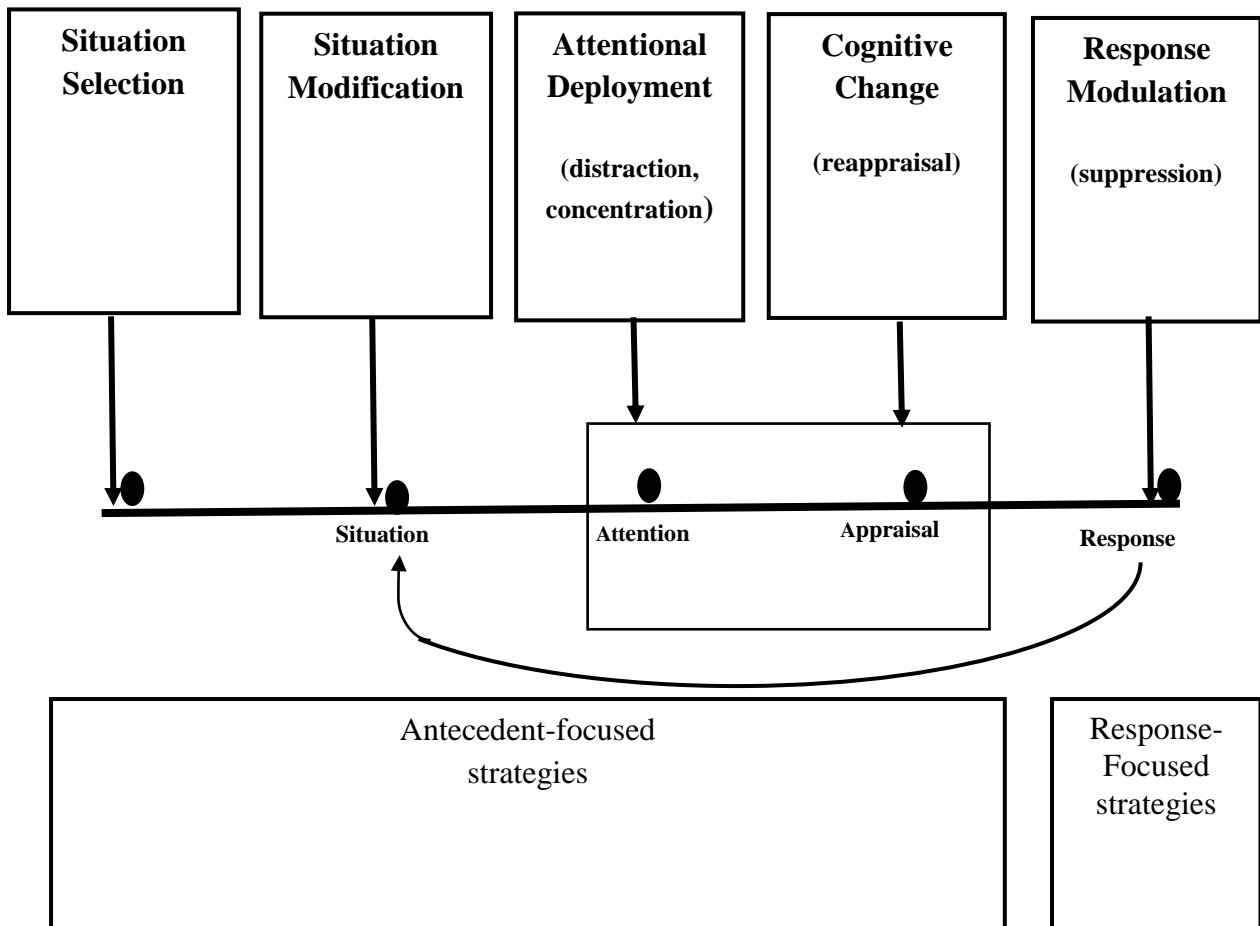 Situation
Selection
Situation
Modification
Attentional
Deployment
(distraction,
concentration)
Cognitive
Change
(reappraisal)
Response
Modulation
(suppression)
Situation
Attention
Appraisal
Response
Antecedent-focused
strategies
Response-
Focused
strategies